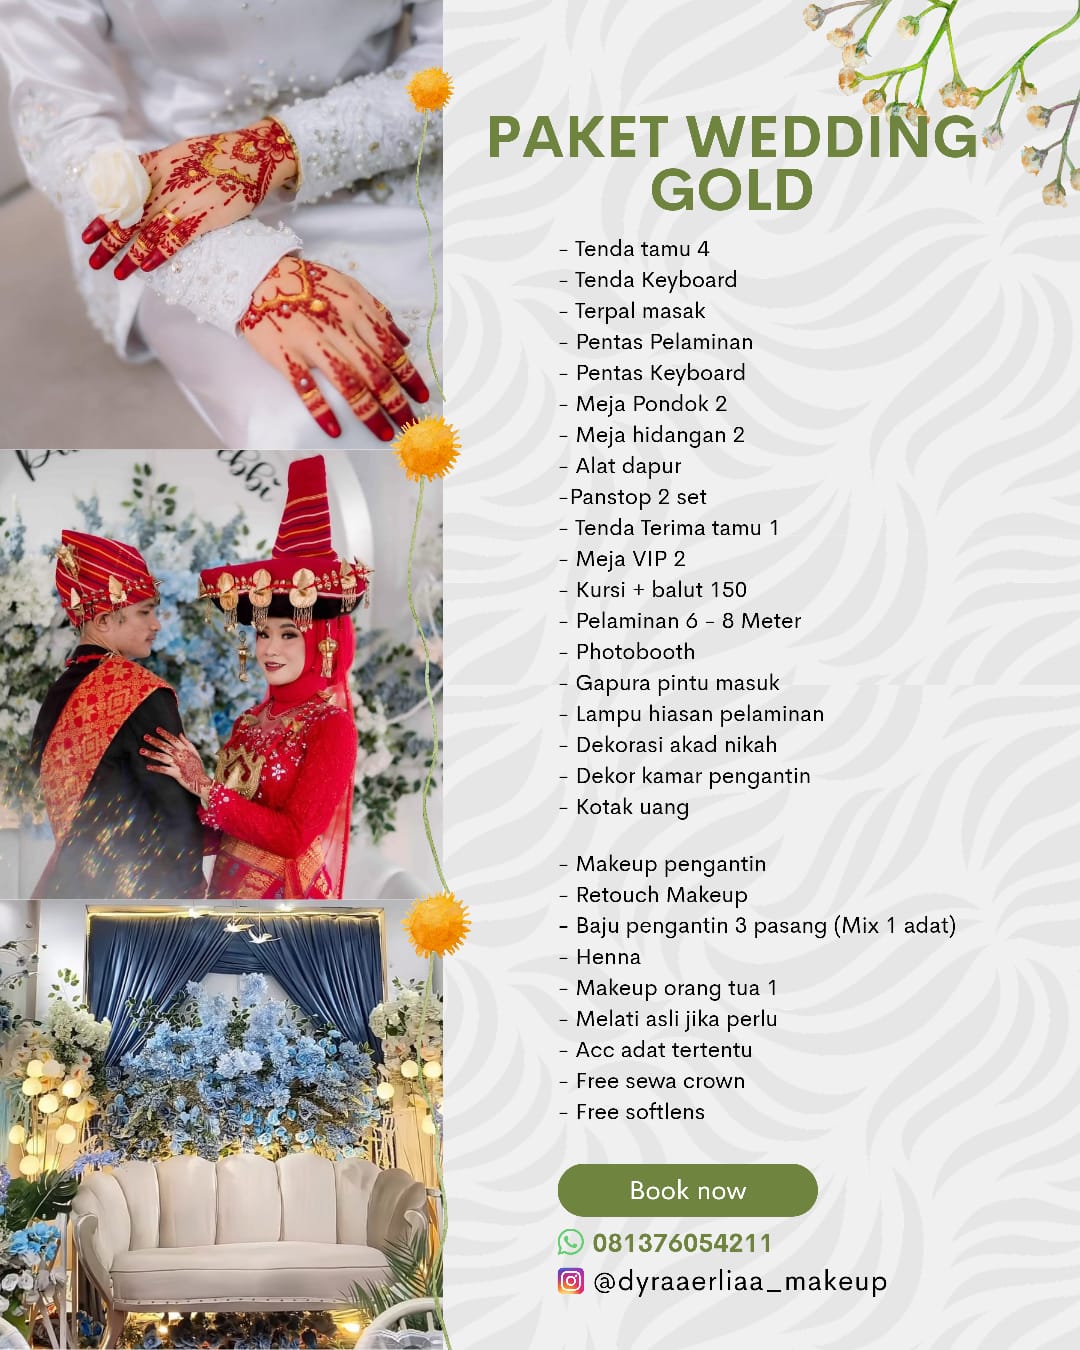 PAKET WEDDING
GOLD
- Tenda tamu 4
- Tenda Keyboard
- Terpal masak
- Pentas Pelaminan
- Pentas Keyboard
- Meja Pondok 2
- Meja hidangan 2
- Alat dapur
-Panstop 2 set
- Tenda Terima tamu 1
- Meja VIP 2
- Kursi + balut 150
- Pelaminan 6 - 8 Meter
- Photobooth
- Gapura pintu masuk
- Lampu hiasan pelaminan
- Dekorasi akad nikah
- Dekor kamar pengantin
- Kotak uang
- Makeup pengantin
- Retouch Makeup
- Baju pengantin 3 pasang (Mix 1 adat)
- Henna
- Makeup orang tua 1
- Melati asli jika perlu
- Acc adat tertentu
- Free sewa crown
- Free softlens
Book now
081376054211
@dyraaerliaa_makeup